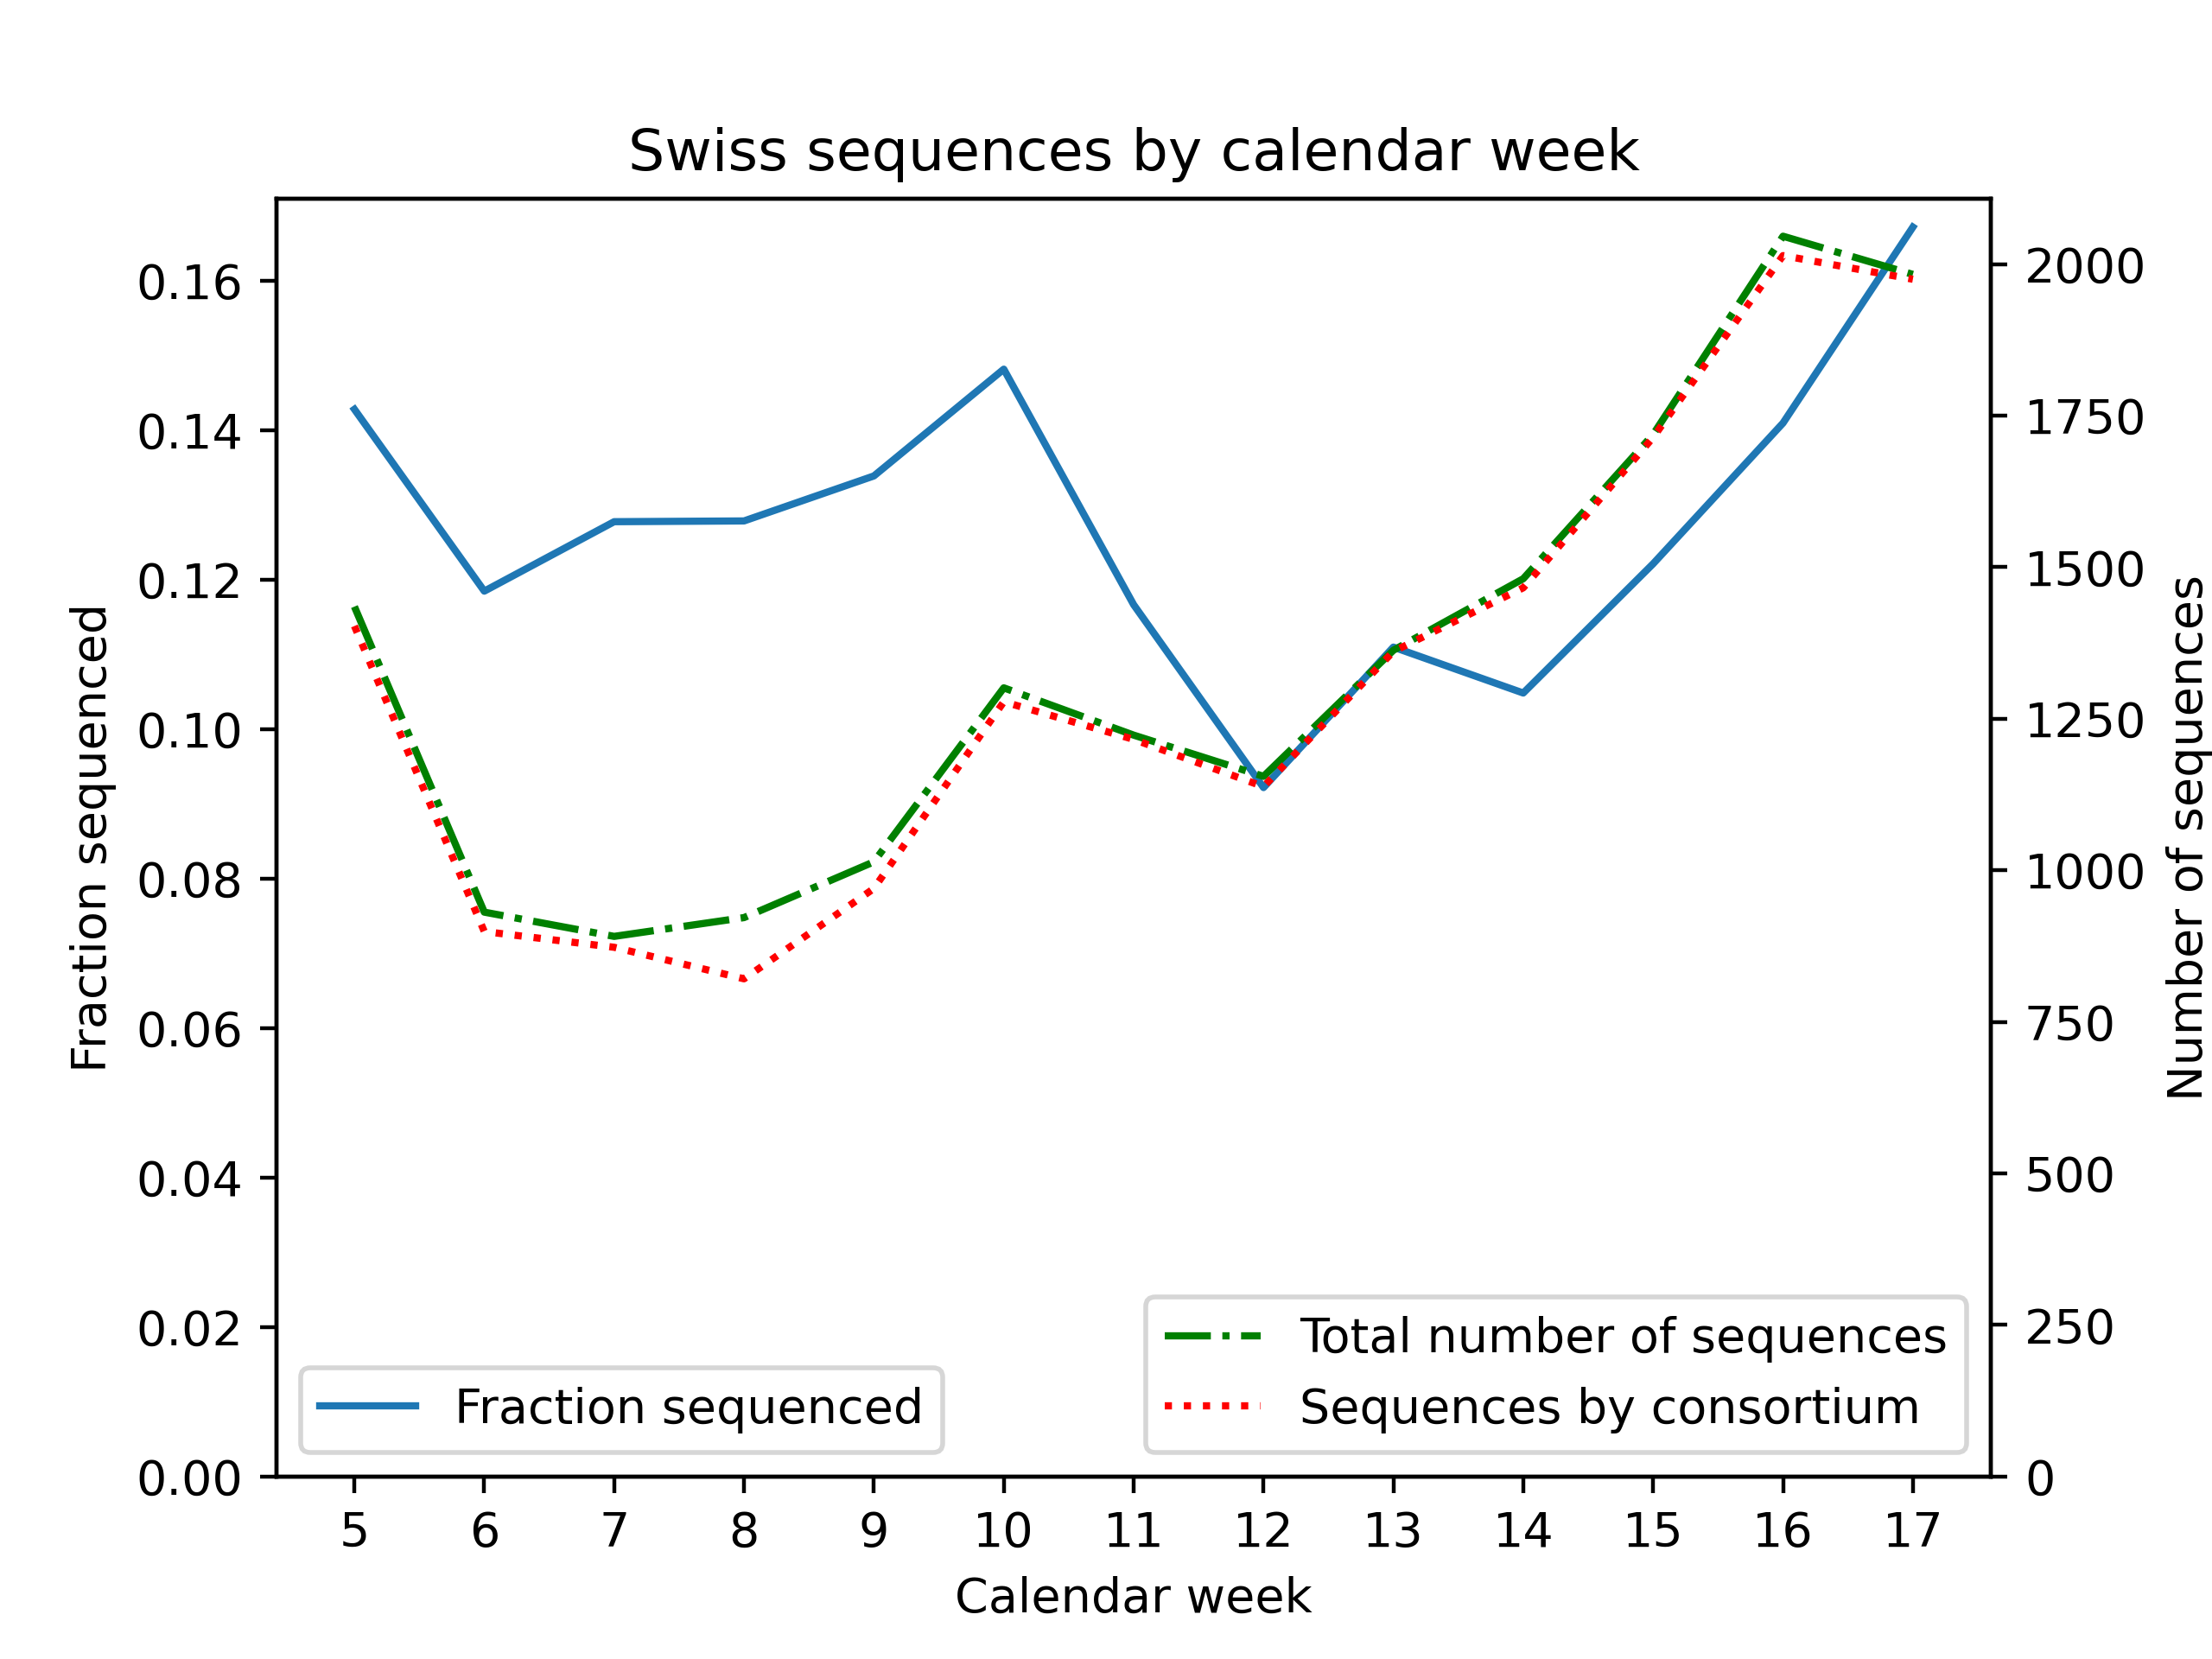 Swiss sequences by calendar week
Fraction sequenced
0.16
0.14
0.12
0.10
0.08
0.06
0.04
0.02
0.00
2000
1750
1500
1250
1000
750
500
250
0
Number of sequences
Fraction sequenced
Total number of sequences
Sequences by consortium
5 6 7 8 9 10 11 12 13 14 15 16 17
Calendar week